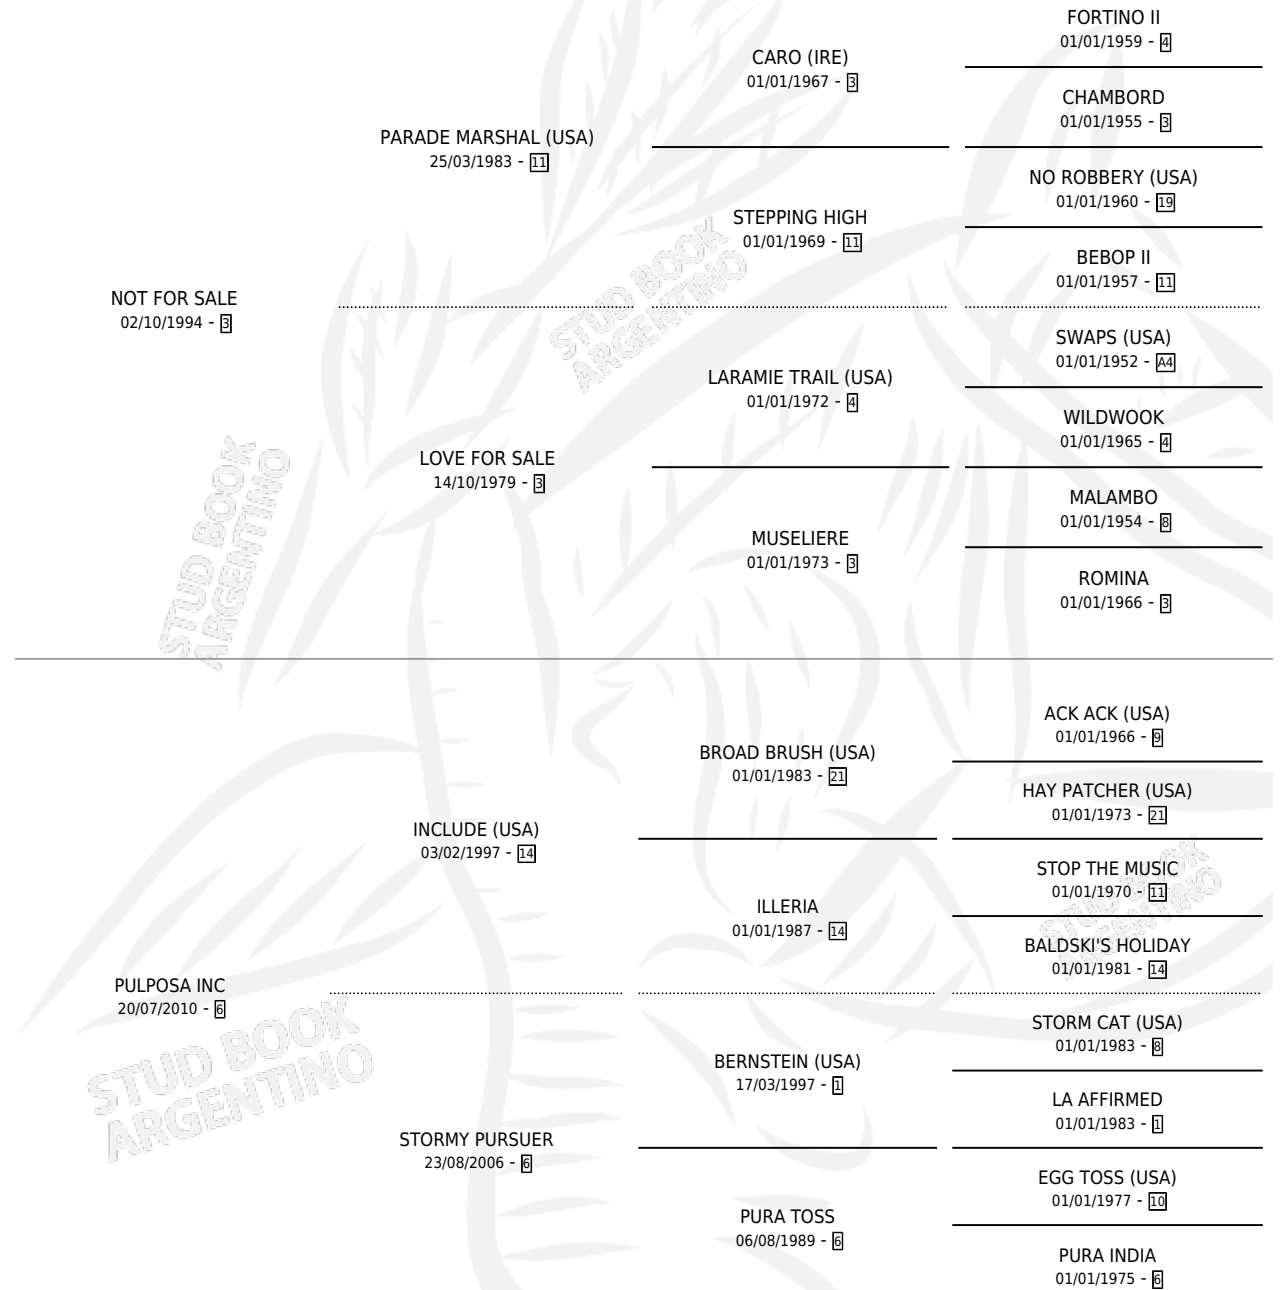 FORTINO II
01/01/1959 - 4
CARO (IRE)
01/01/1967 - 3
CHAMBORD
01/01/1955 - 3
PARADE MARSHAL (USA)
25/03/1983 - 11
NO ROBBERY (USA)
01/01/1960 - 19
STEPPING HIGH
01/01/1969 - 11
BEBOP II
01/01/1957 - 11
NOT FOR SALE
02/10/1994 - 3
SWAPS (USA)
01/01/1952 - A4
LARAMIE TRAIL (USA)
01/01/1972 - 4
WILDWOOK
01/01/1965 - 4
LOVE FOR SALE
14/10/1979 - 3
MALAMBO
01/01/1954 - 8
MUSELIERE
01/01/1973 - 3
ROMINA
01/01/1966 - 3
STUD BOOK
ARGENTINO
STUD BOOK
ARGENTINO
ACK ACK (USA)
01/01/1966 - 9
BROAD BRUSH (USA)
01/01/1983 - 21
HAY PATCHER (USA)
01/01/1973 - 21
INCLUDE (USA)
03/02/1997 - 14
STOP THE MUSIC
01/01/1970 - 11
ILLERIA
01/01/1987 - 14
BALDSKI'S HOLIDAY
01/01/1981 - 14
PULPOSA INC
20/07/2010 - 6
STORM CAT (USA)
01/01/1983 - 8
BERNSTEIN (USA)
17/03/1997 - 1
LA AFFIRMED
01/01/1983 - 1
STORMY PURSUER
23/08/2006 - 6
EGG TOSS (USA)
01/01/1977 - 10
PURA TOSS
06/08/1989 - 6
PURA INDIA
01/01/1975 - 6
STUD BOOK
ARGENTINO
STUD BOOK
ARGENTINO